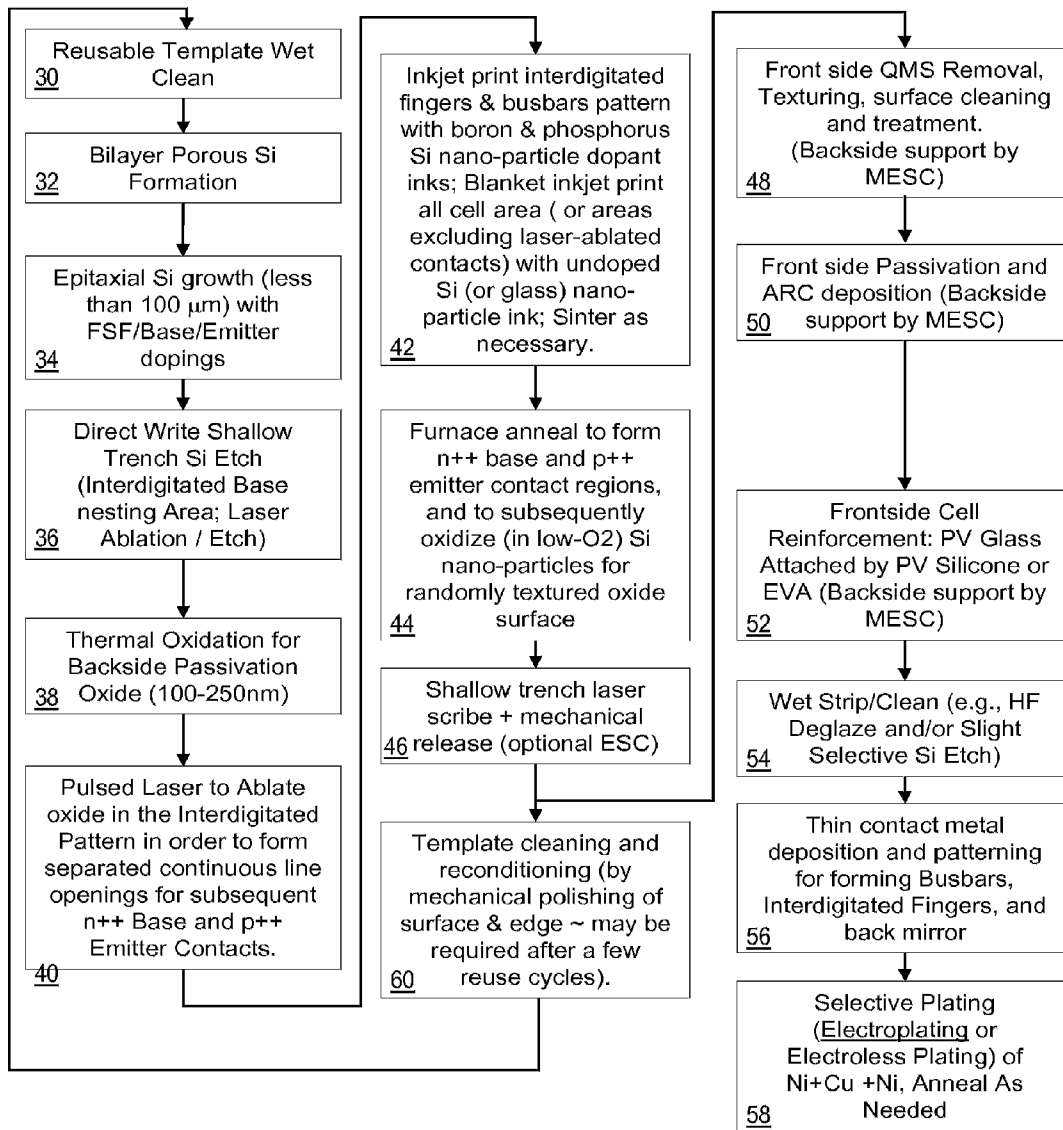 Reusable Template Wet
30 Clean
Bilayer Porous Si
32 Formation
Epitaxial Si growth (less
than 100 μm) with
FSF/Base/Emitter
34 dopings
Direct Write Shallow
Trench Si Etch
(Interdigitated Base
nesting Area; Laser
36 Ablation / Etch)
Thermal Oxidation for
Backside Passivation
38 Oxide (100-250nm)
Pulsed Laser to Ablate
oxide in the Interdigitated
Pattern in order to form
separated continuous line
openings for subsequent
n++ Base and p++
Emitter Contacts.
40
Inkjet print interdigitated
fingers & busbars pattern
with boron & phosphorus
Si nano-particle dopant
inks; Blanket inkjet print
all cell area ( or areas
excluding laser-ablated
contacts) with undoped
Si (or glass) nano-
particle ink; Sinter as
42 necessary.
Furnace anneal to form
n++ base and p++
emitter contact regions,
and to subsequently
oxidize (in low-O2) Si
nano-particles for
randomly textured oxide
44 surface
Shallow trench laser
scribe + mechanical
46 release (optional ESC)
Template cleaning and
reconditioning (by
mechanical polishing of
surface & edge ~ may be
required after a few
60 reuse cycles).
Front side QMS Removal,
Texturing, surface cleaning
and treatment.
(Backside support by
48 MESC)
Front side Passivation and
ARC deposition (Backside
50 support by MESC)
Frontside Cell
Reinforcement: PV Glass
Attached by PV Silicone or
EVA (Backside support by
52 MESC)
Wet Strip/Clean (e.g., HF
Deglaze and/or Slight
54 Selective Si Etch)
Thin contact metal
deposition and patterning
for forming Busbars,
Interdigitated Fingers, and
56 back mirror
Selective Plating
(Electroplating or
Electroless Plating) of
Ni+Cu +Ni, Anneal As
58 Needed